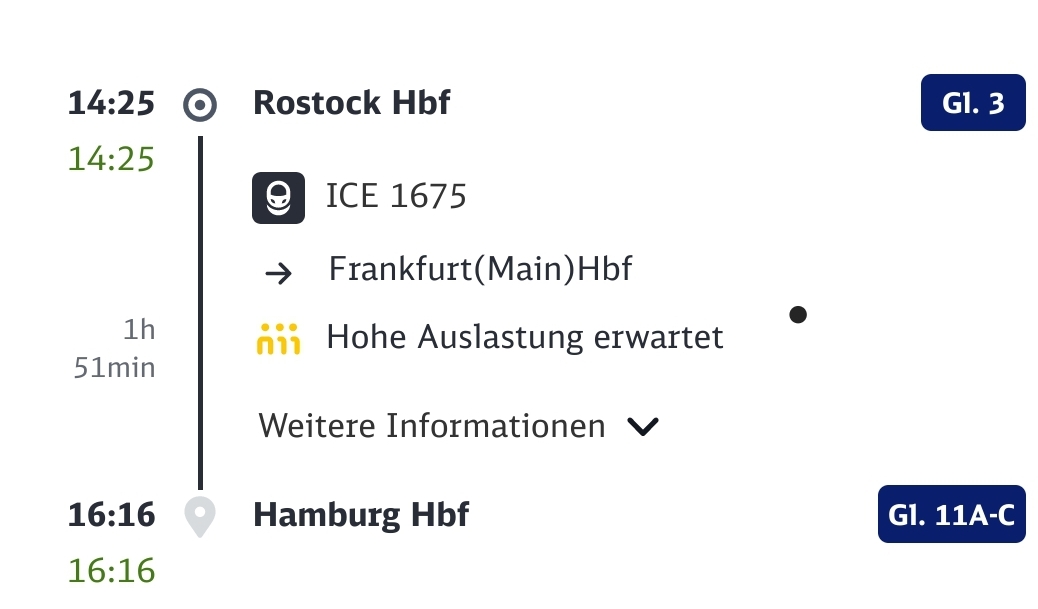 14:25 Rostock Hbf Gl. 3
14:25
ICE 1675
Frankfurt(Main)Hbf
1h
51min
Hohe Auslastung erwartet
Weitere Informationen
16:16 Hamburg Hbf Gl. 11A-C
16:16